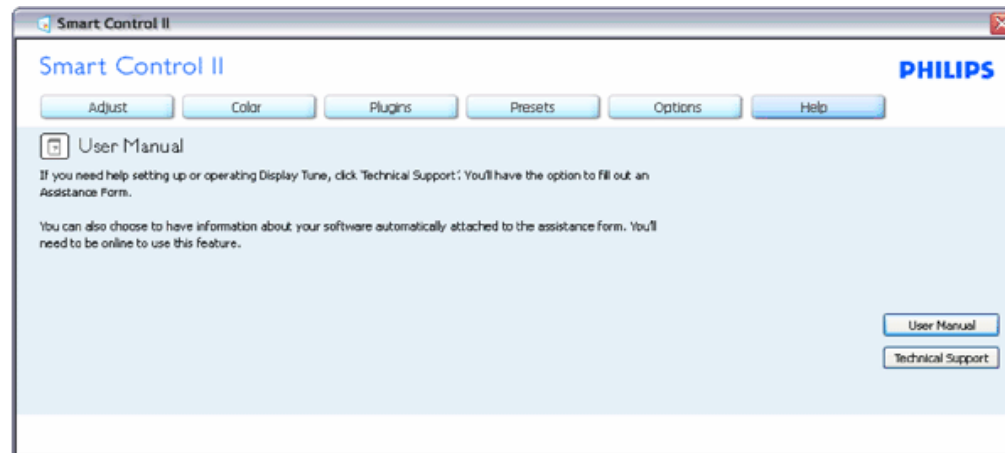 Smart Control II
Smart Control II
PHILIPS
Adjust Color Plugins Presets Options Help
User Manual
If you need help setting up or operating Display Tune, click 'Technical Support'. You'll have the option to fill out an
Assistance Form.
You can also choose to have information about your software automatically attached to the assistance form. You'll
need to be online to use this feature.
User Manual
Technical Support